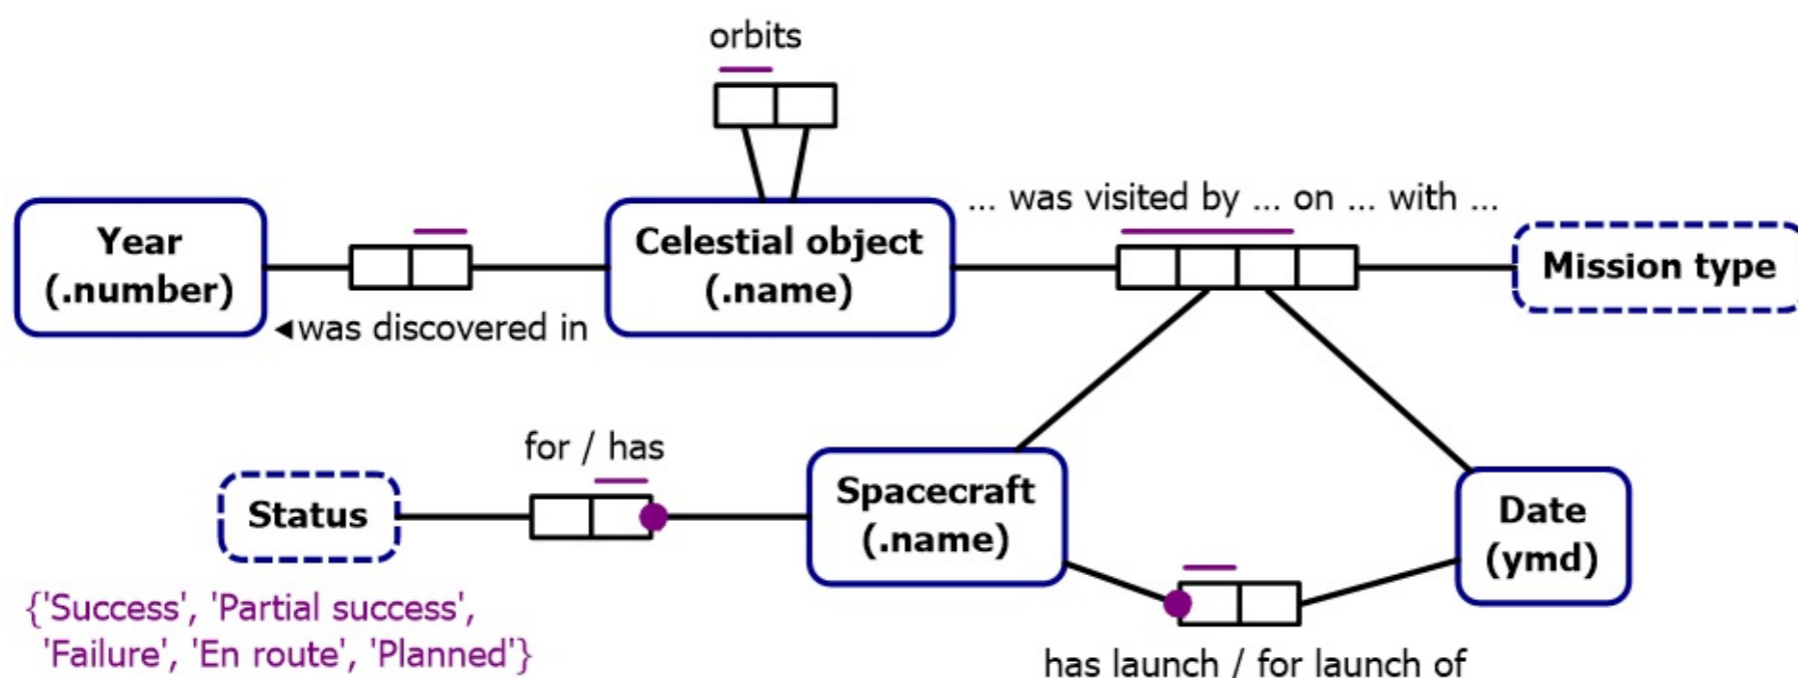 orbits
... was visited by ... on ... with ...
Year
(.number)
Celestial object
(.name)
Mission type
◄was discovered in
for / has
Status
Spacecraft
(.name)
Date
(ymd)
{'Success', 'Partial success',
'Failure', 'En route', 'Planned'}
has launch / for launch of